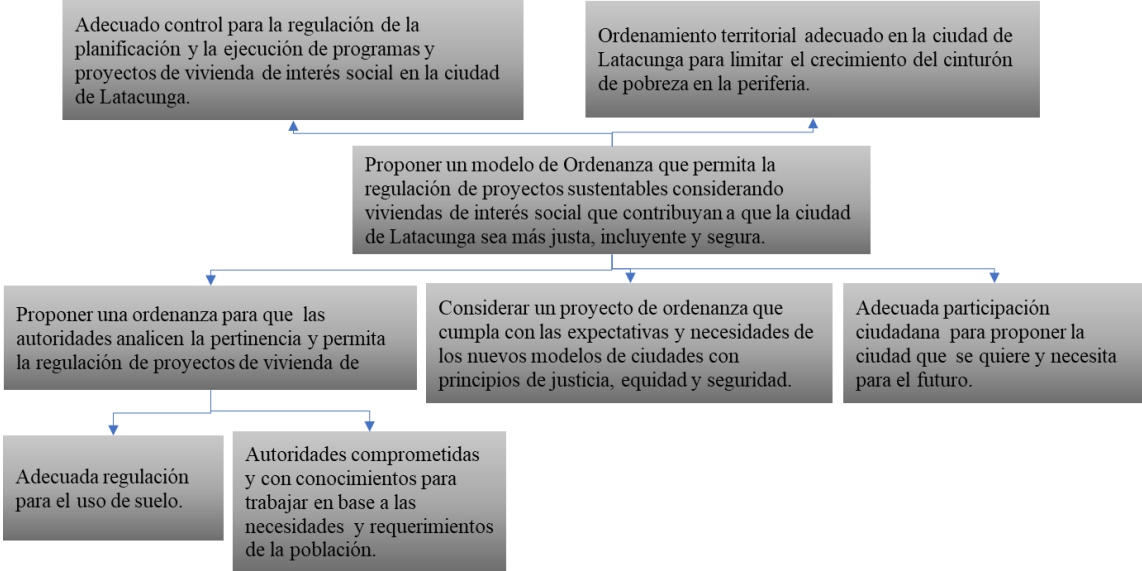 Adecuado control para la regulación de la
planificación y la ejecución de programas y
proyectos de vivienda de interés social en la ciudad
de Latacunga.
Ordenamiento territorial adecuado en la ciudad de
Latacunga para limitar el crecimiento del cinturón
de pobreza en la periferia.
Proponer un modelo de Ordenanza que permita la
regulación de proyectos sustentables considerando
viviendas de interés social que contribuyan a que la ciudad
de Latacunga sea más justa, incluyente y segura.
Proponer una ordenanza para que las
autoridades analicen la pertinencia y permita
la regulación de proyectos de vivienda de
Considerar un proyecto de ordenanza que
cumpla con las expectativas y necesidades de
los nuevos modelos de ciudades con
principios de justicia, equidad y seguridad.
Adecuada participación
ciudadana para proponer la
ciudad que se quiere y necesita
para el futuro.
Adecuada regulación
para el uso de suelo.
Autoridades comprometidas
y con conocimientos para
trabajar en base a las
necesidades y requerimientos
de la población.